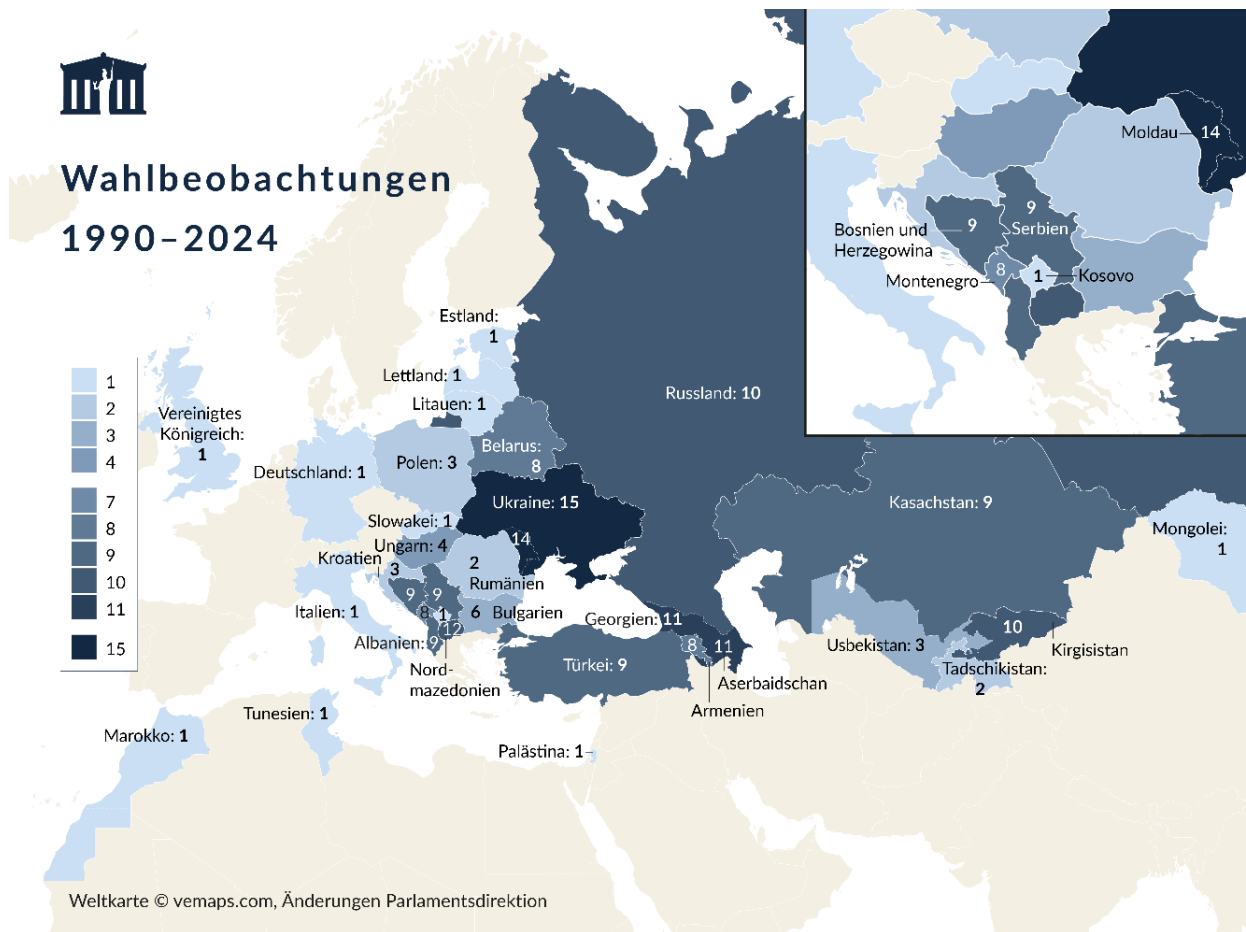 Wahlbeobachtungen
1990–2024
1
2
3
4
7
8
9
10
11
15
Estland:
1
Lettland: 1
Litauen: 1
Vereinigtes
Königreich:
1
Deutschland: 1
Polen: 3
Belarus:
8
Russland: 10
Ukraine: 15
Slowakei: 1
14
Ungarn: 4
Kroatien
3
2
Rumänien
9
9
8
1
6 Bulgarien
12
Italien: 1
Albanien:
9
Nord-
mazedonien
Georgien: 11
Türkei: 9
8
11
Aserbaidschan
Armenien
Kasachstan: 9
Mongolei:
1
Usbekistan: 3
10
Kirgisistan
Tadschikistan:
2
Tunesien: 1
Marokko: 1
Palästina: 1
Moldau
14
9
Serbien
Bosnien und
Herzegowina
9
Montenegro
8
1
Kosovo
Weltkarte © vemaps.com, Änderungen Parlamentsdirektion